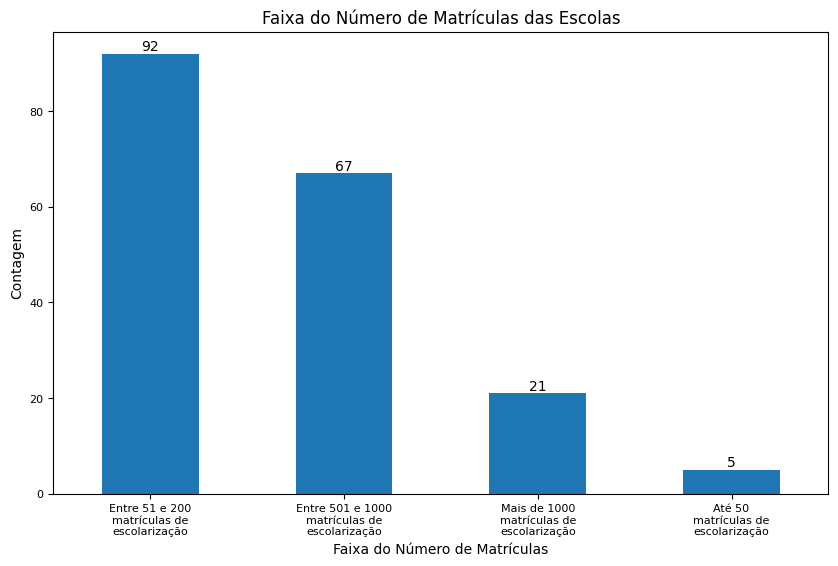 Faixa do Número de Matrículas das Escolas
Contagem
80
60
40
20
0
92
67
21
5
Entre 51 e 200
matrículas de
escolarização
Entre 501 e 1000
matrículas de
escolarização
Mais de 1000
matrículas de
escolarização
Até 50
matrículas de
escolarização
Faixa do Número de Matrículas